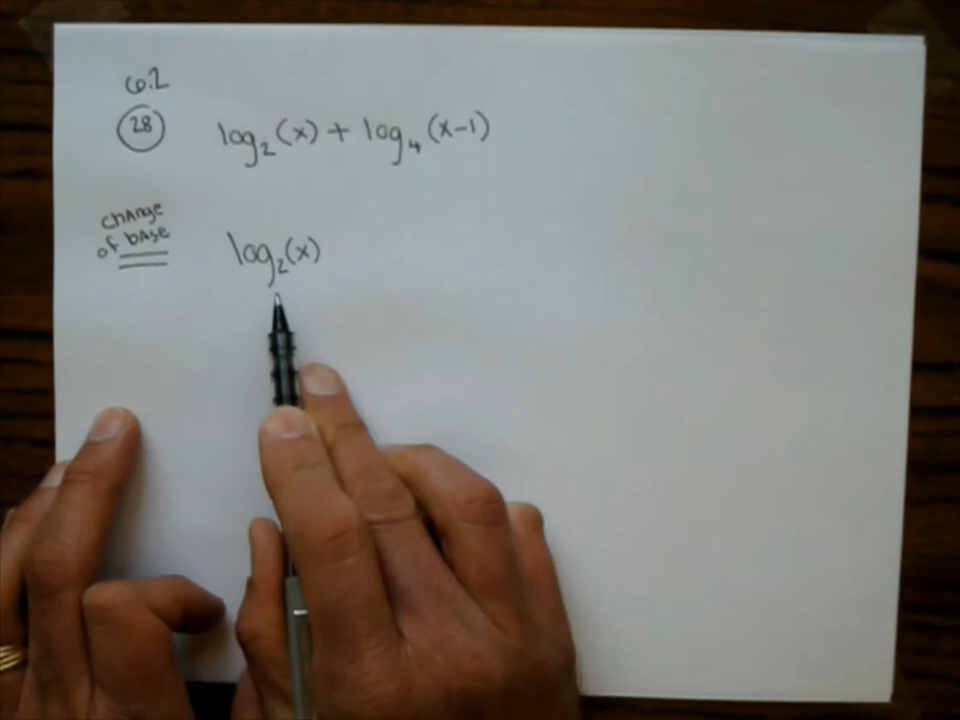 6.2
28 log₂(x) + log₄(x-1)
change
of base log₂(x)